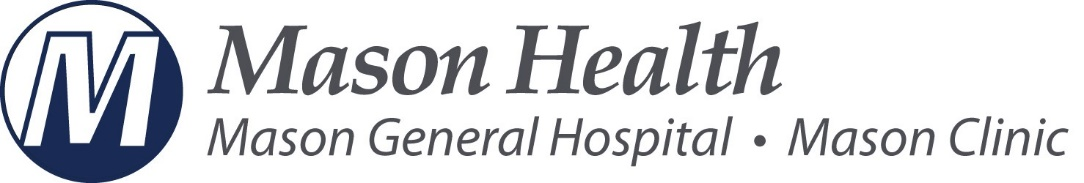 M
Mason Health
Mason General Hospital • Mason Clinic